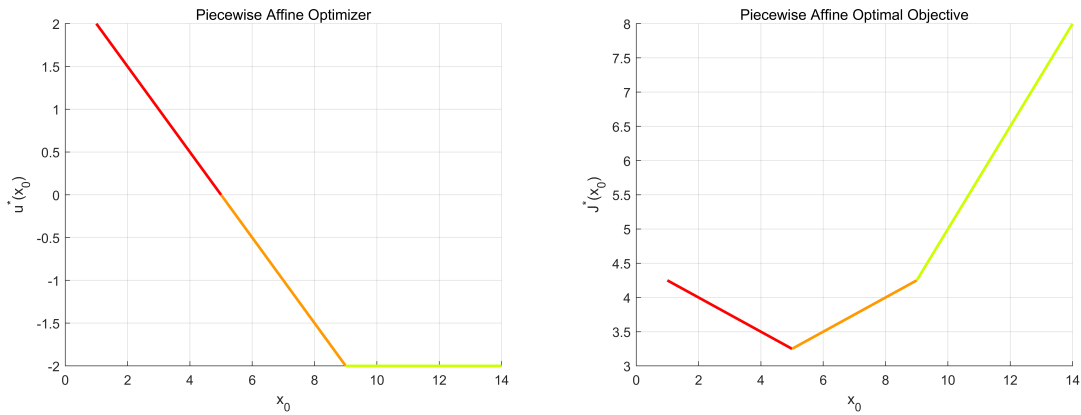 Piecewise Affine Optimizer
2
1.5
1
0.5
0
-0.5
-1
-1.5
-2
u*(x0)
0 2 4 6 8 10 12 14
x0
Piecewise Affine Optimal Objective
8
7.5
7
6.5
6
5.5
5
4.5
4
3.5
3
J*(x0)
0 2 4 6 8 10 12 14
x0